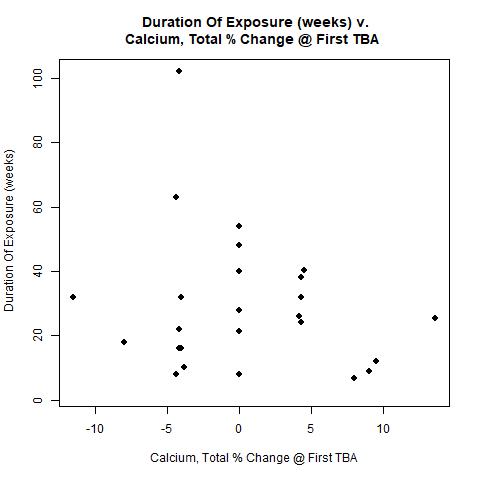 Duration Of Exposure (weeks) v.
Calcium, Total % Change @ First TBA
Duration Of Exposure (weeks)
100
80
60
40
20
0
-10
-5
0
5
10
Calcium, Total % Change @ First TBA